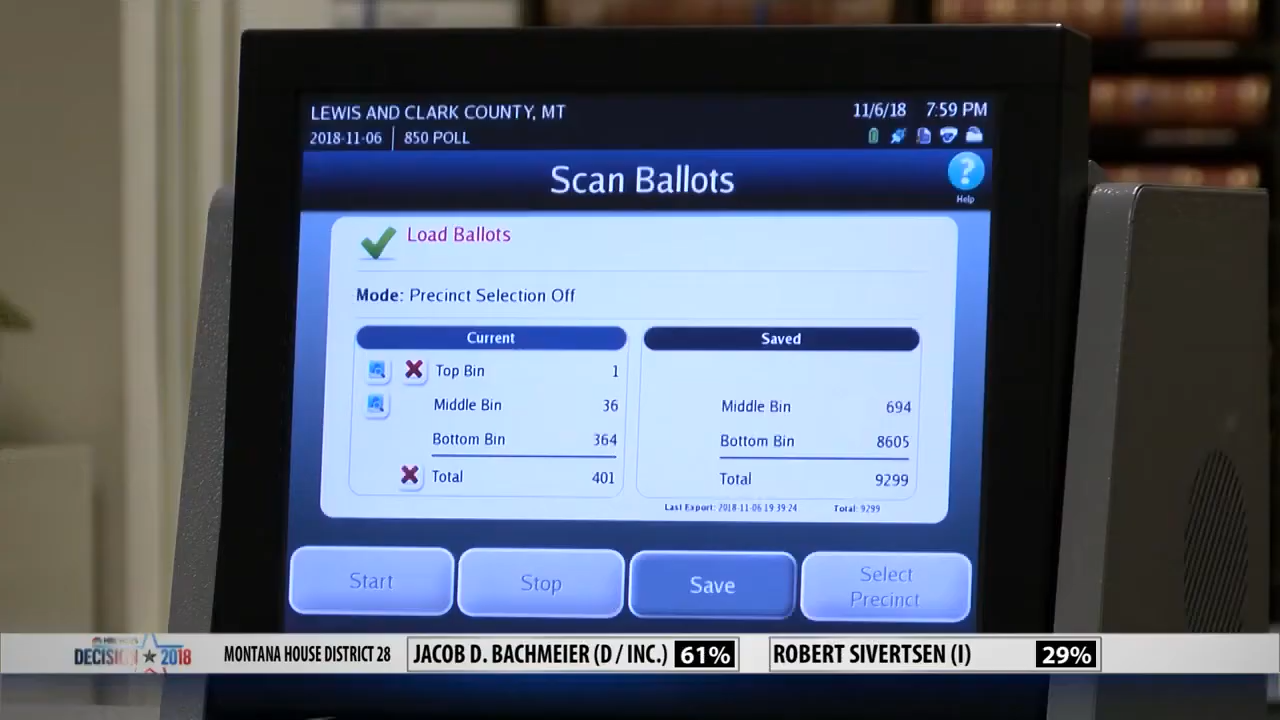 LEWIS AND CLARK COUNTY, MT
11/6/18 7:59 PM
2018-11-06 | 850 POLL
Scan Ballots
?
Help
Load Ballots
Mode: Precinct Selection Off
Current
Saved
Top Bin 1
Middle Bin 36
Middle Bin 694
Bottom Bin 364
Bottom Bin 8605
Total 401
Total 9299
Last Export: 2018-11-06 19:39:24 Total: 9299
Start
Stop
Save
Select
Precinct
DECISION 2018
MONTANA HOUSE DISTRICT 28
JACOB D. BACHMEIER (D / INC.) 61%
ROBERT SIVERTSEN (I) 29%